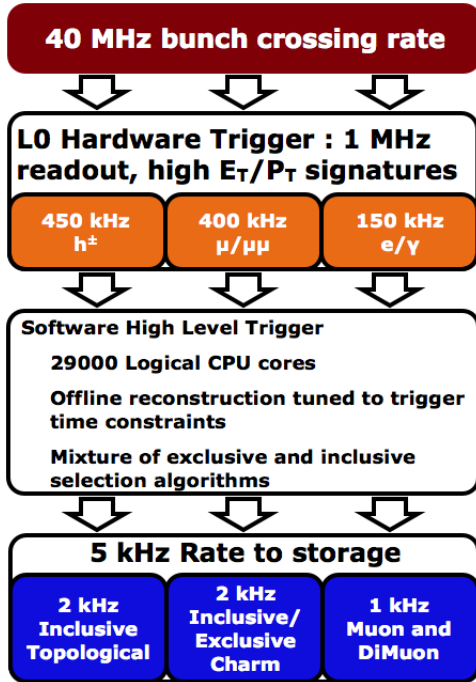 40 MHz bunch crossing rate
L0 Hardware Trigger : 1 MHz
readout, high E_T/P_T signatures
450 kHz
h±
400 kHz
μ/μμ
150 kHz
e/γ
Software High Level Trigger
29000 Logical CPU cores
Offline reconstruction tuned to trigger
time constraints
Mixture of exclusive and inclusive
selection algorithms
5 kHz Rate to storage
2 kHz
Inclusive
Topological
2 kHz
Inclusive/
Exclusive
Charm
1 kHz
Muon and
DiMuon